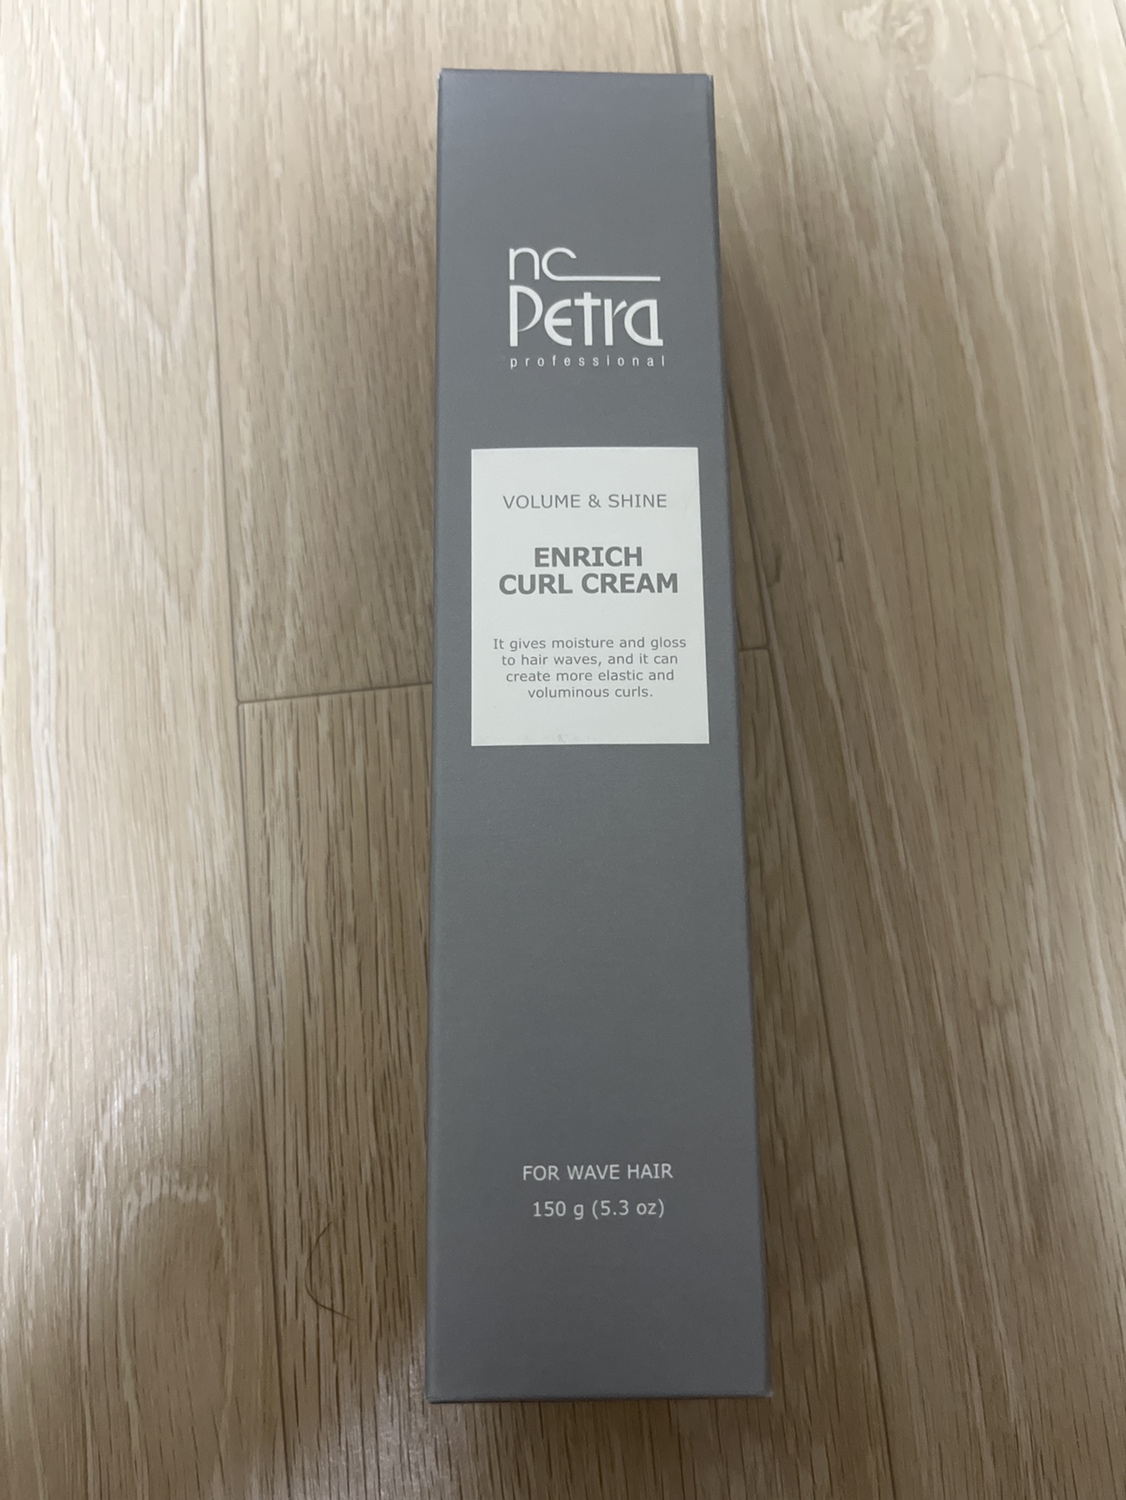 nc
Petra
professional
VOLUME & SHINE
ENRICH
CURL CREAM
It gives moisture and gloss
to hair waves, and it can
create more elastic and
voluminous curls.
FOR WAVE HAIR
150 g (5.3 oz)